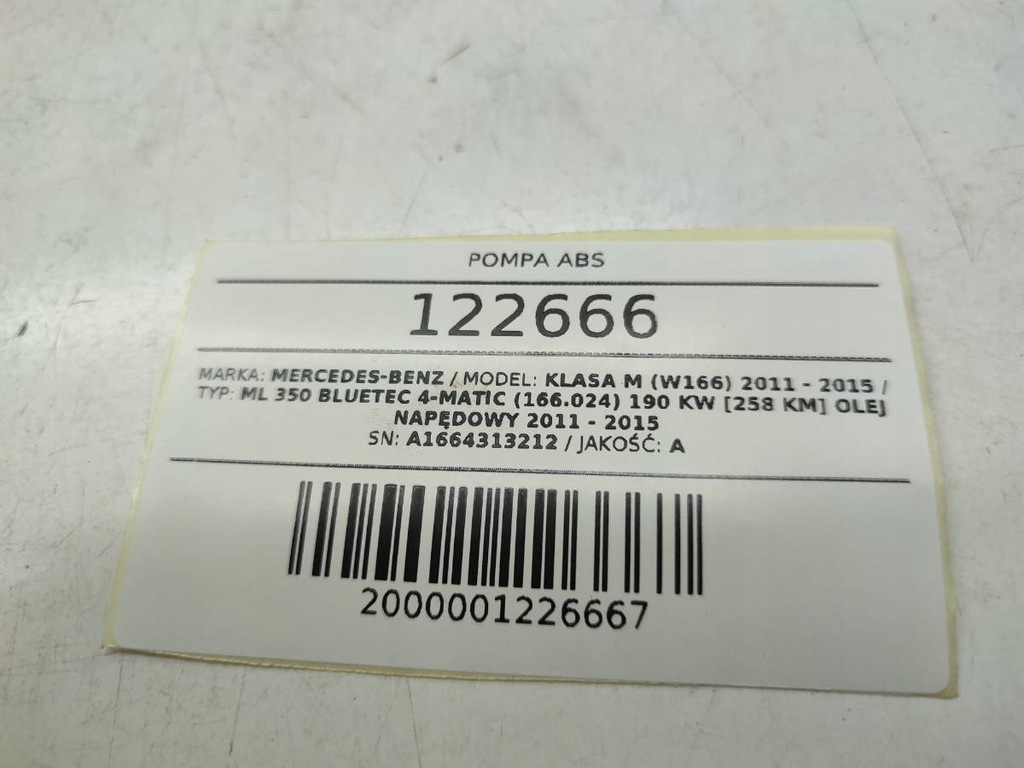 POMPA ABS
122666
MARKA: MERCEDES-BENZ / MODEL: KLASA M (W166) 2011 - 2015 /
TYP: ML 350 BLUETEC 4-MATIC (166.024) 190 KW [258 KM] OLEJ
NAPĘDOWY 2011 - 2015
SN: A1664313212 / JAKOŚĆ: A
2000001226667